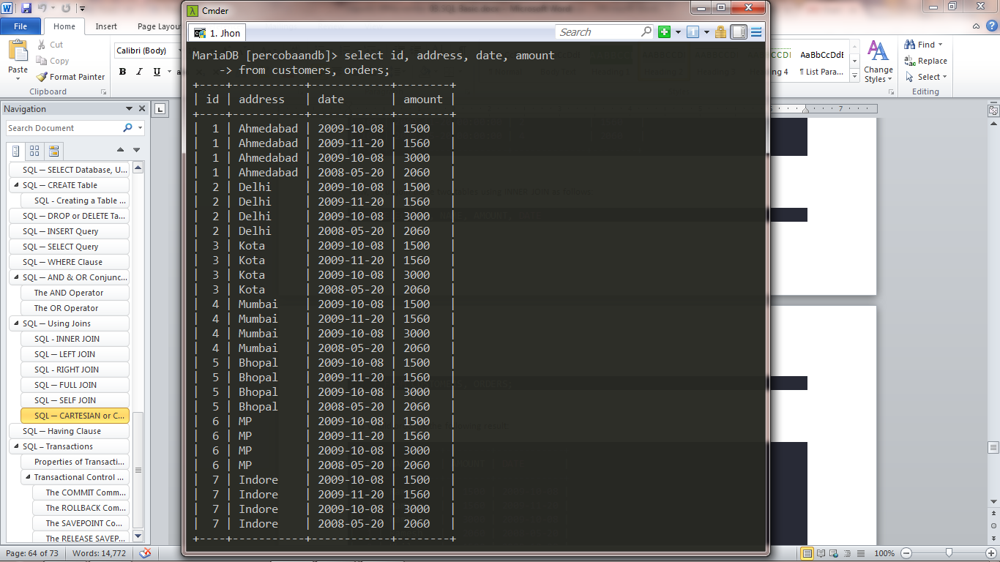 Cmder
1. Jhon
Search
File
Home
Insert
Page Layou
Paste
Cut
Copy
Format Painter
Clipboard
Calibri (Body)
B I U
AaBbCcDdE
ng 4
¶ List Para...
Change
Styles
Find
Replace
Select
Editing
Navigation
Search Document
SQL — SELECT Database, U...
SQL — CREATE Table
SQL - Creating a Table ...
SQL — DROP or DELETE Ta...
SQL — INSERT Query
SQL — SELECT Query
SQL — WHERE Clause
SQL — AND & OR Conjunc...
The AND Operator
The OR Operator
SQL — Using Joins
SQL - INNER JOIN
SQL — LEFT JOIN
SQL - RIGHT JOIN
SQL — FULL JOIN
SQL — SELF JOIN
SQL — CARTESIAN or C...
SQL — Having Clause
SQL – Transactions
Properties of Transacti...
Transactional Control ...
The COMMIT Comm...
The ROLLBACK Com...
The SAVEPOINT Co...
The RELEASE SAVEP...
MariaDB [percobaandb]> select id, address, date, amount
-> from customers, orders;
+----+-----------+------------+--------+
| id | address   | date       | amount |
+----+-----------+------------+--------+
|  1 | Ahmedabad | 2009-10-08 | 1500   |
|  1 | Ahmedabad | 2009-11-20 | 1560   |
|  1 | Ahmedabad | 2009-10-08 | 3000   |
|  1 | Ahmedabad | 2008-05-20 | 2060   |
|  2 | Delhi     | 2009-10-08 | 1500   |
|  2 | Delhi     | 2009-11-20 | 1560   |
|  2 | Delhi     | 2009-10-08 | 3000   |
|  2 | Delhi     | 2008-05-20 | 2060   |
|  3 | Kota      | 2009-10-08 | 1500   |
|  3 | Kota      | 2009-11-20 | 1560   |
|  3 | Kota      | 2009-10-08 | 3000   |
|  3 | Kota      | 2008-05-20 | 2060   |
|  4 | Mumbai    | 2009-10-08 | 1500   |
|  4 | Mumbai    | 2009-11-20 | 1560   |
|  4 | Mumbai    | 2009-10-08 | 3000   |
|  4 | Mumbai    | 2008-05-20 | 2060   |
|  5 | Bhopal    | 2009-10-08 | 1500   |
|  5 | Bhopal    | 2009-11-20 | 1560   |
|  5 | Bhopal    | 2009-10-08 | 3000   |
|  5 | Bhopal    | 2008-05-20 | 2060   |
|  6 | MP        | 2009-10-08 | 1500   |
|  6 | MP        | 2009-11-20 | 1560   |
|  6 | MP        | 2009-10-08 | 3000   |
|  6 | MP        | 2008-05-20 | 2060   |
|  7 | Indore    | 2009-10-08 | 1500   |
|  7 | Indore    | 2009-11-20 | 1560   |
|  7 | Indore    | 2009-10-08 | 3000   |
|  7 | Indore    | 2008-05-20 | 2060   |
+----+-----------+------------+--------+
Page: 64 of 73
Words: 14,772
100%